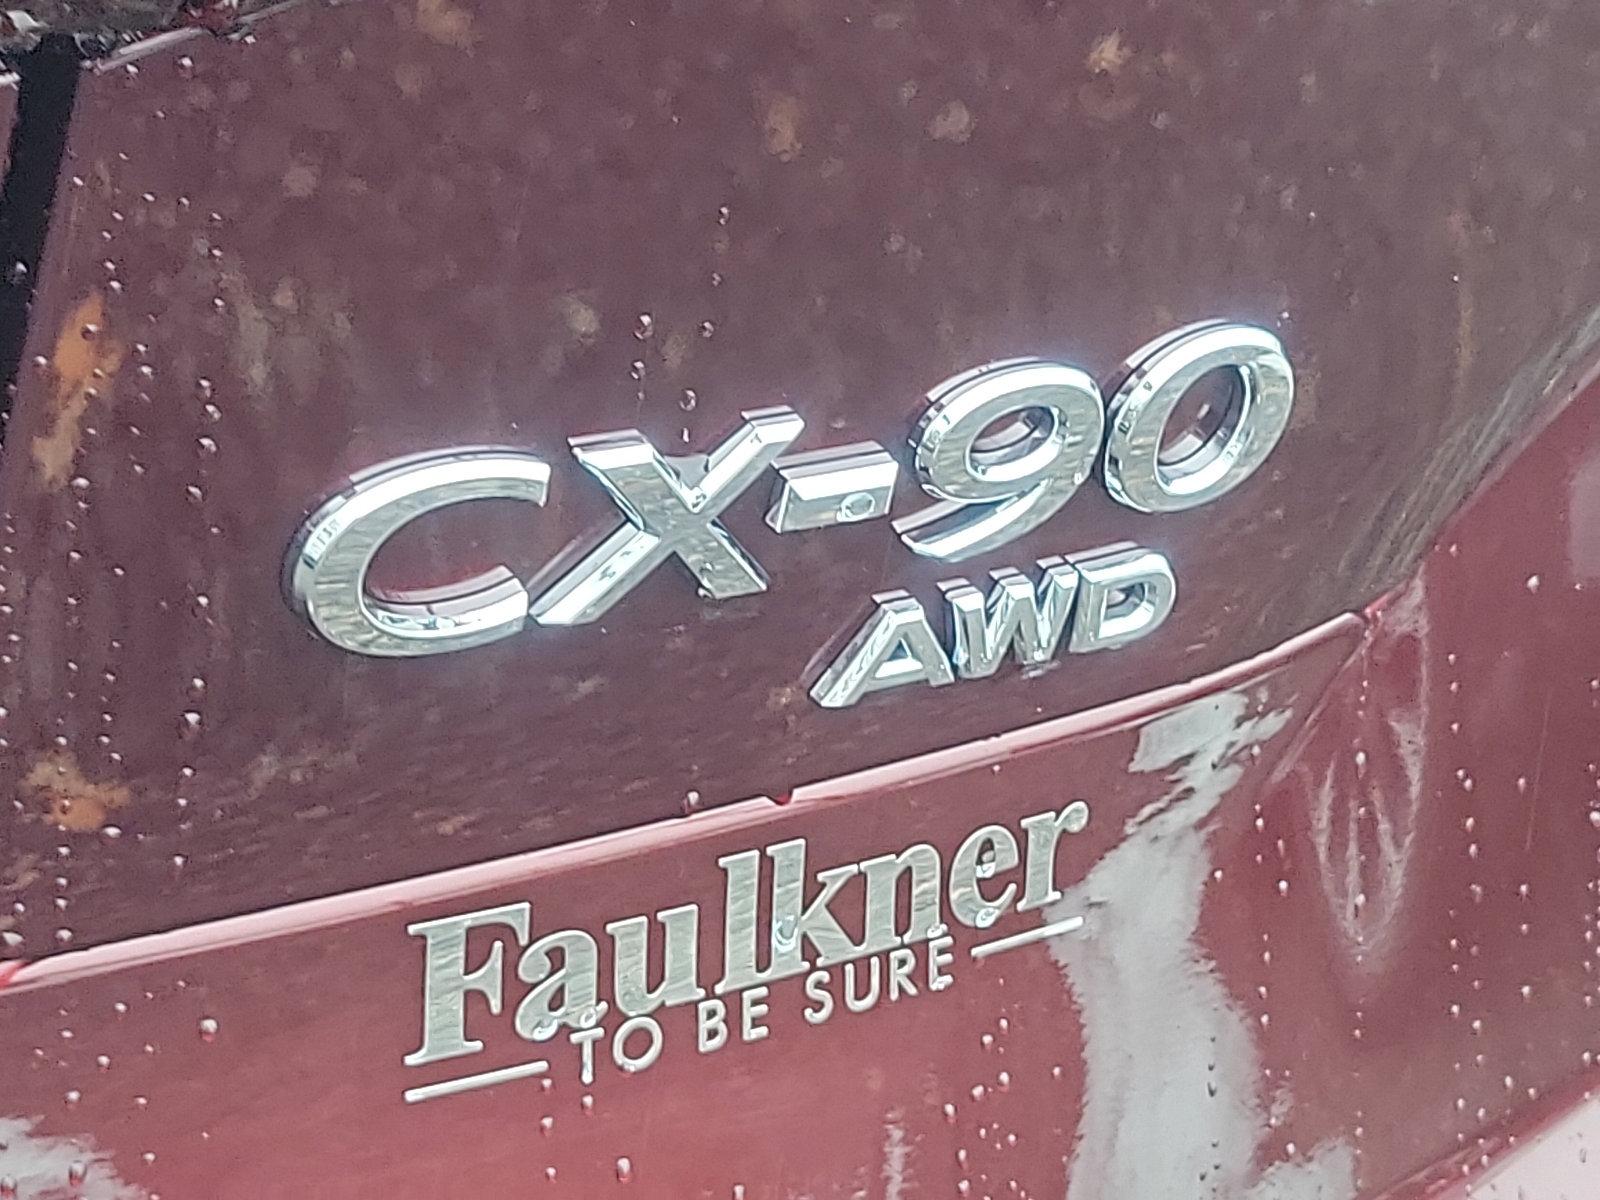 CX-90
AWD
Faulkner
TO BE SURE